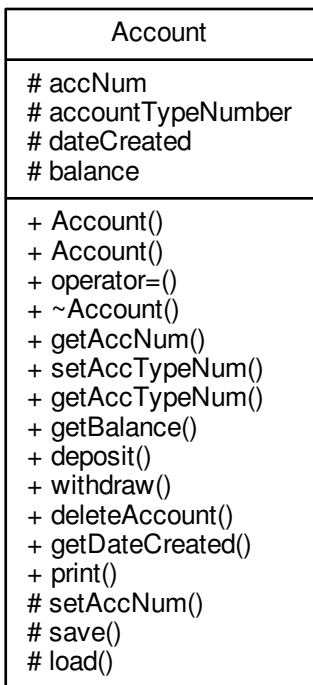 Account
# accNum
# accountTypeNumber
# dateCreated
# balance
+ Account()
+ Account()
+ operator=()
+ ~Account()
+ getAccNum()
+ setAccTypeNum()
+ getAccTypeNum()
+ getBalance()
+ deposit()
+ withdraw()
+ deleteAccount()
+ getDateCreated()
+ print()
# setAccNum()
# save()
# load()